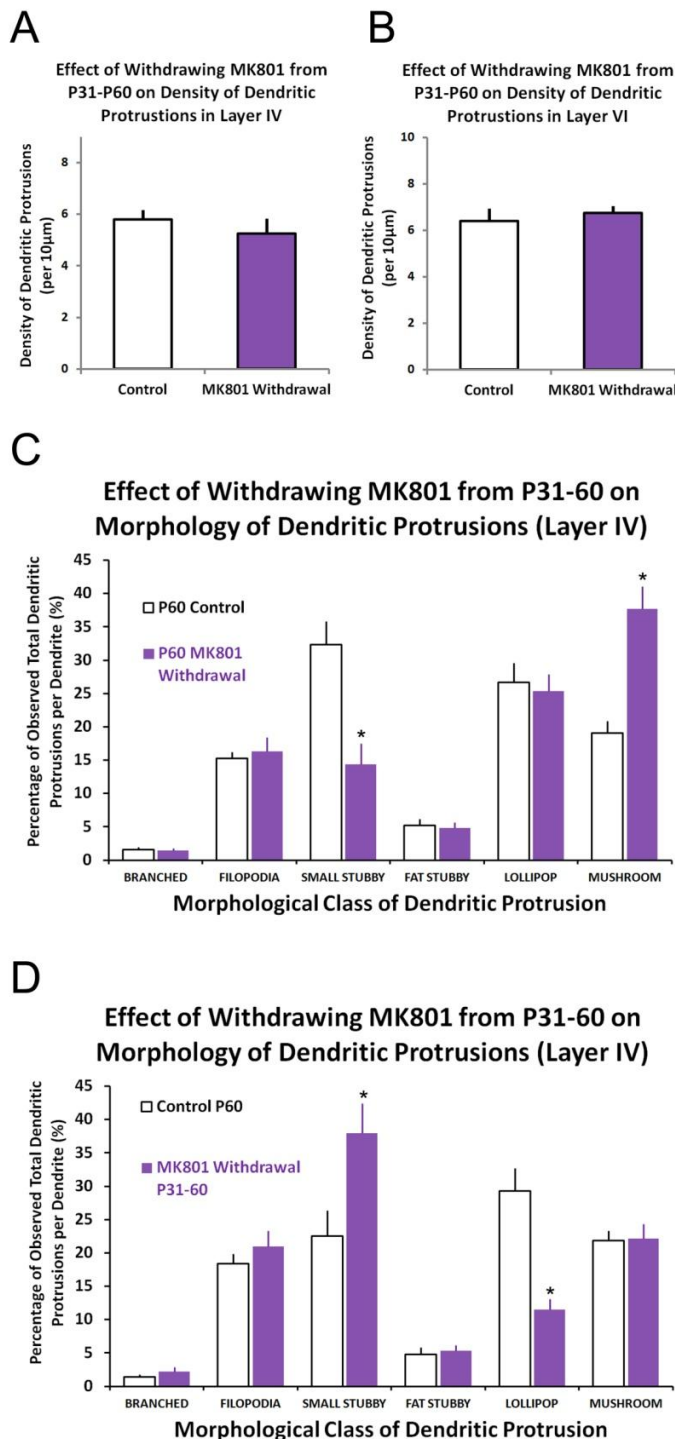 A
Effect of Withdrawing MK801 from
P31-P60 on Density of Dendritic
Protrustions in Layer IV
Density of Dendritic Protrusions
(per 10µm)
8
6
4
2
0
Control
MK801 Withdrawal
B
Effect of Withdrawing MK801 from
P31-P60 on Density of Dendritic
Protrustions in Layer VI
Density of Dendritic Protrusions
(per 10µm)
10
8
6
4
2
0
Control
MK801 Withdrawal
C
Effect of Withdrawing MK801 from P31-60 on
Morphology of Dendritic Protrusions (Layer IV)
Percentage of Observed Total Dendritic
Protrusions per Dendrite (%)
45
40
35
30
25
20
15
10
5
0
P60 Control
P60 MK801
Withdrawal
*
*
BRANCHED
FILOPODIA
SMALL STUBBY
FAT STUBBY
LOLLIPOP
MUSHROOM
Morphological Class of Dendritic Protrusion
D
Effect of Withdrawing MK801 from P31-60 on
Morphology of Dendritic Protrusions (Layer IV)
Percentage of Observed Total Dendritic
Protrusions per Dendrite (%)
45
40
35
30
25
20
15
10
5
0
Control P60
MK801 Withdrawal
P31-60
*
*
BRANCHED
FILOPODIA
SMALL STUBBY
FAT STUBBY
LOLLIPOP
MUSHROOM
Morphological Class of Dendritic Protrusion